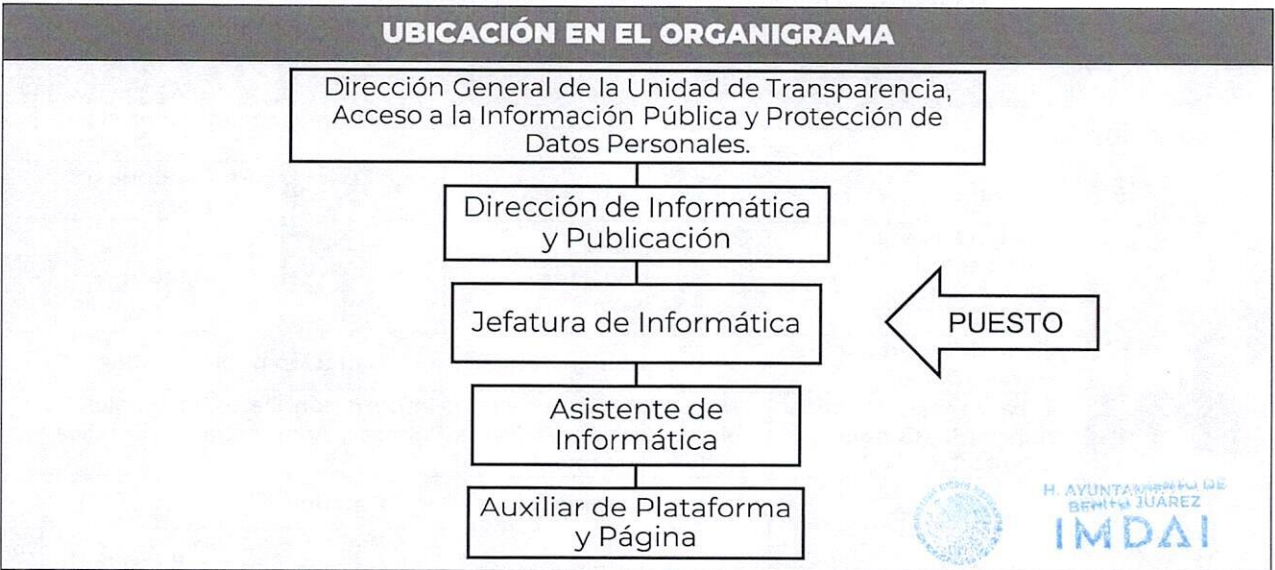 UBICACIÓN EN EL ORGANIGRAMA
Dirección General de la Unidad de Transparencia,
Acceso a la Información Pública y Protección de
Datos Personales.
Dirección de Informática
y Publicación
Jefatura de Informática
PUESTO
Asistente de
Informática
Auxiliar de Plataforma
y Página
H. AYUNTAMIENTO DE
BENITO JUÁREZ
IMDAI